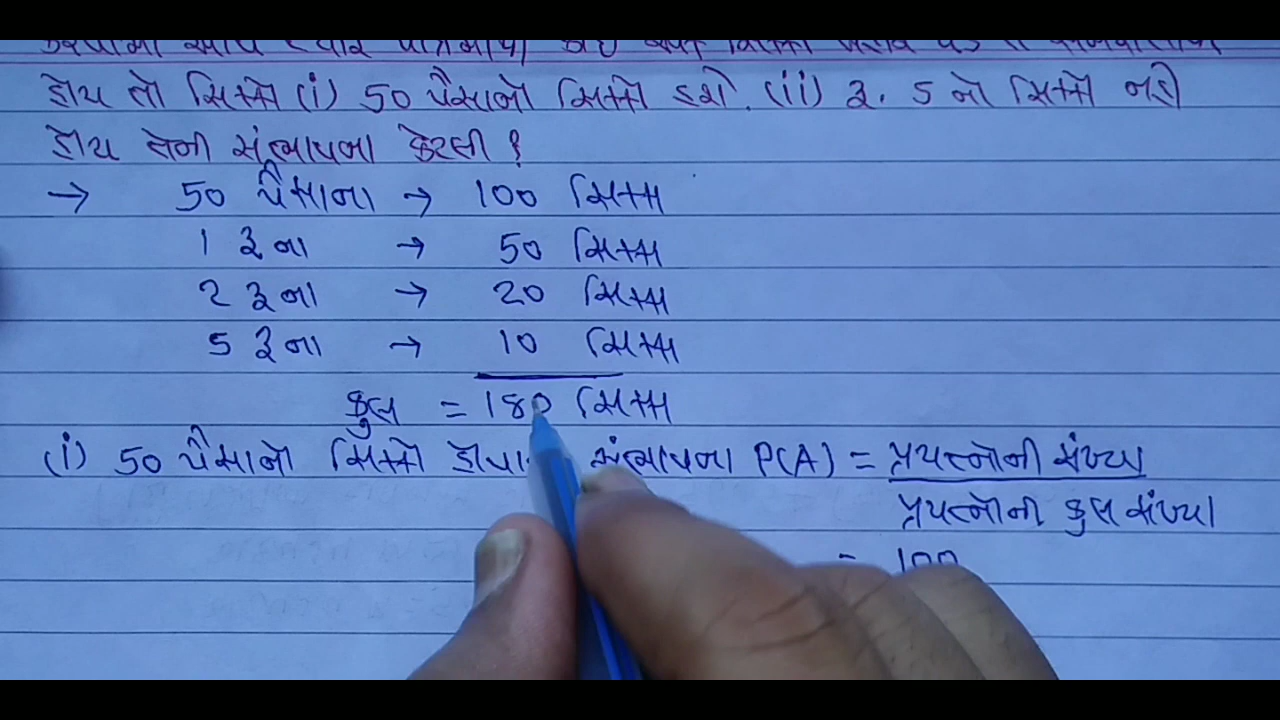 હોય તો સિક્કો (i) 50 પૈસાનો સિક્કો હશે. (ii) રૂ. 5 નો સિક્કો નહી
હોય તેની સંભાવના કેટલી ?
→ 50 પૈસાના → 100 સિક્કા
1 રૂ ના → 50 સિક્કા
2 રૂ ના → 20 સિક્કા
5 રૂ ના → 10 સિક્કા
કુલ = 180 સિક્કા
(i) 50 પૈસાનો સિક્કો સંભાવના P(A) = પ્રયત્નોની સંખ્યા
પ્રયત્નોની કુલ સંખ્યા
= 100